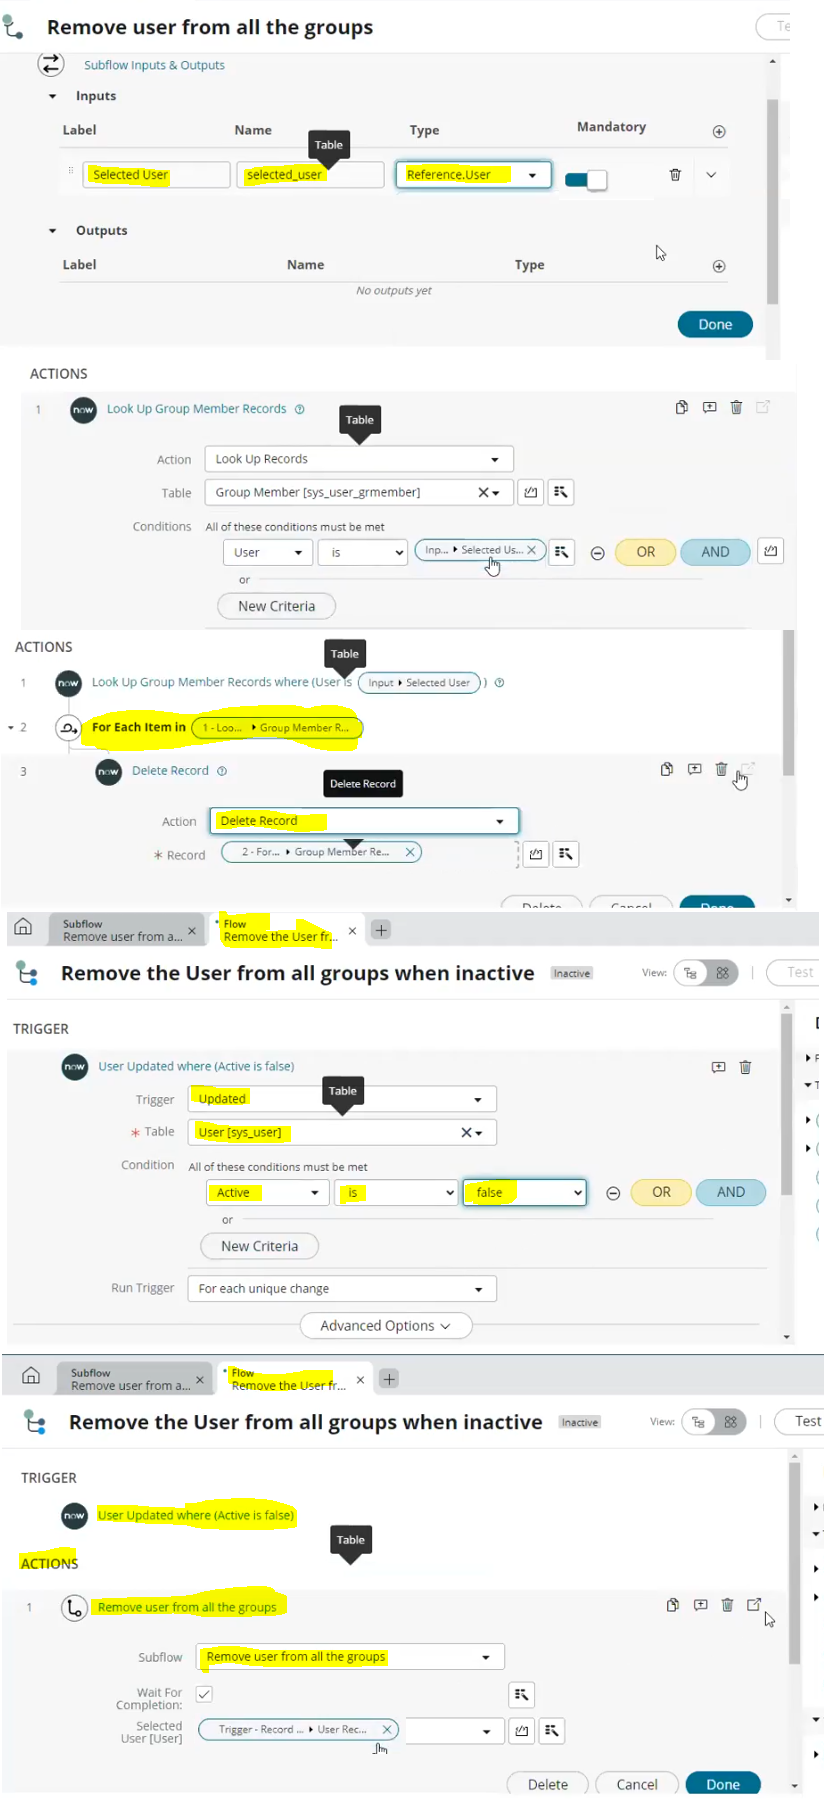 Remove user from all the groups
Te
Subflow Inputs & Outputs
Inputs
Label Name Type Mandatory
Table
Selected User selected_user Reference.User
Outputs
Label Name Type
No outputs yet
Done
ACTIONS
1 now Look Up Group Member Records
Table
Action Look Up Records
Table Group Member [sys_user_grmember]
Conditions All of these conditions must be met
User is Inp... Selected Us... OR AND
or
New Criteria
ACTIONS
Table
1 now Look Up Group Member Records where (User is Input Selected User )
2 For Each Item in 1 - Loo... Group Member R...
3 now Delete Record
Delete Record
Action Delete Record
* Record 2 - For... Group Member Re...
Delete Cancel Done
Subflow
Remove user from a...
* Flow
Remove the User fr...
Remove the User from all groups when inactive Inactive View: Test
TRIGGER
now User Updated where (Active is false)
Table
Trigger Updated
* Table User [sys_user]
Condition All of these conditions must be met
Active is false OR AND
or
New Criteria
Run Trigger For each unique change
Advanced Options
Subflow
Remove user from a...
* Flow
Remove the User fr...
Remove the User from all groups when inactive Inactive View: Test
TRIGGER
now User Updated where (Active is false)
Table
ACTIONS
1 Remove user from all the groups
Subflow Remove user from all the groups
Wait For
Completion:
Selected
User [User] Trigger - Record ... User Rec...
Delete Cancel Done